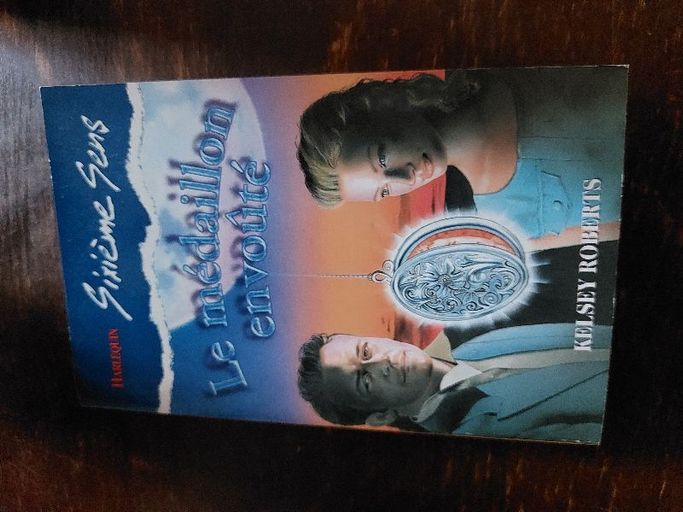 HARLEQUIN
Sixième Sens
Le médaillon
envoûté
KELSEY ROBERTS